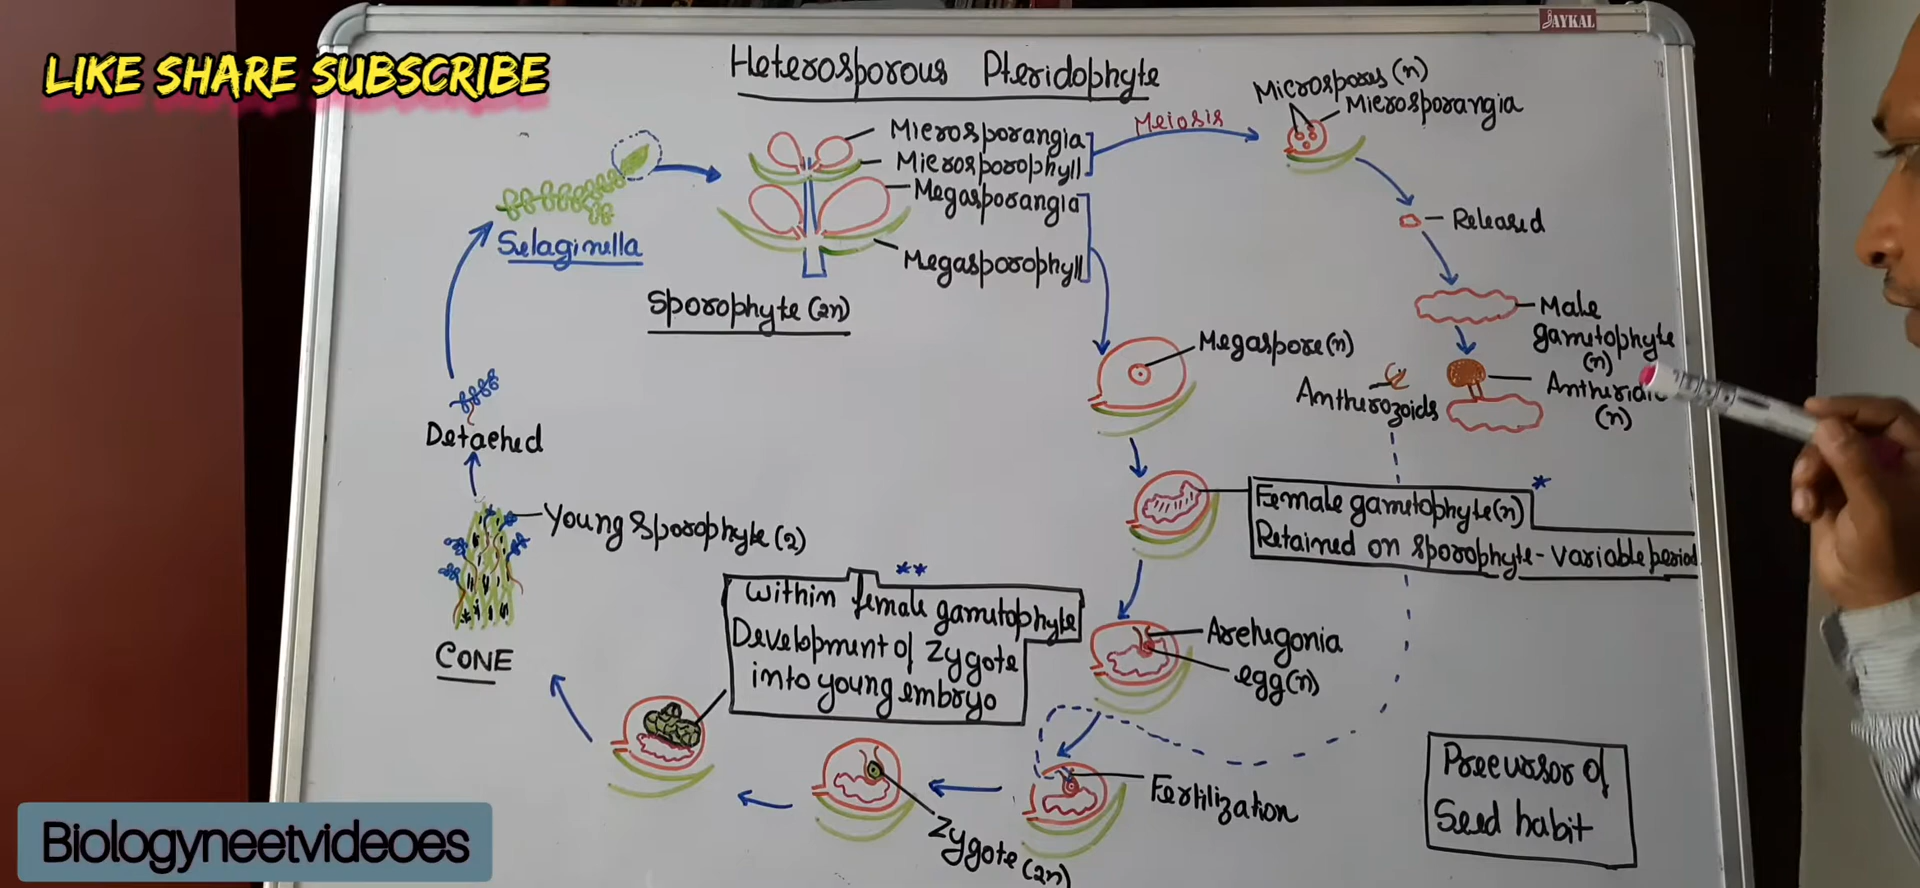 JAYKAL
LIKE SHARE SUBSCRIBE
Heterosporous Pteridophyte
Microspores (n)
Microsporangia
Microsporangia
Microsporophyll
Megasporangia
Megasporophyll
Meiosis
Released
Selaginella
Sporophyte (2n)
Male
gametophyte
(n)
Megaspore (n)
Antherozoids
(n)
Detached
Female gametophyte (n)
*
Retained on sporophyte - variable period
Young sporophyte (2)
**
Within female gametophyte
Development of Zygote
into young embryo
Archegonia
egg (n)
CONE
Precursor of
Seed habit
Fertilization
Zygote (2n)
Biologyneetvideoes